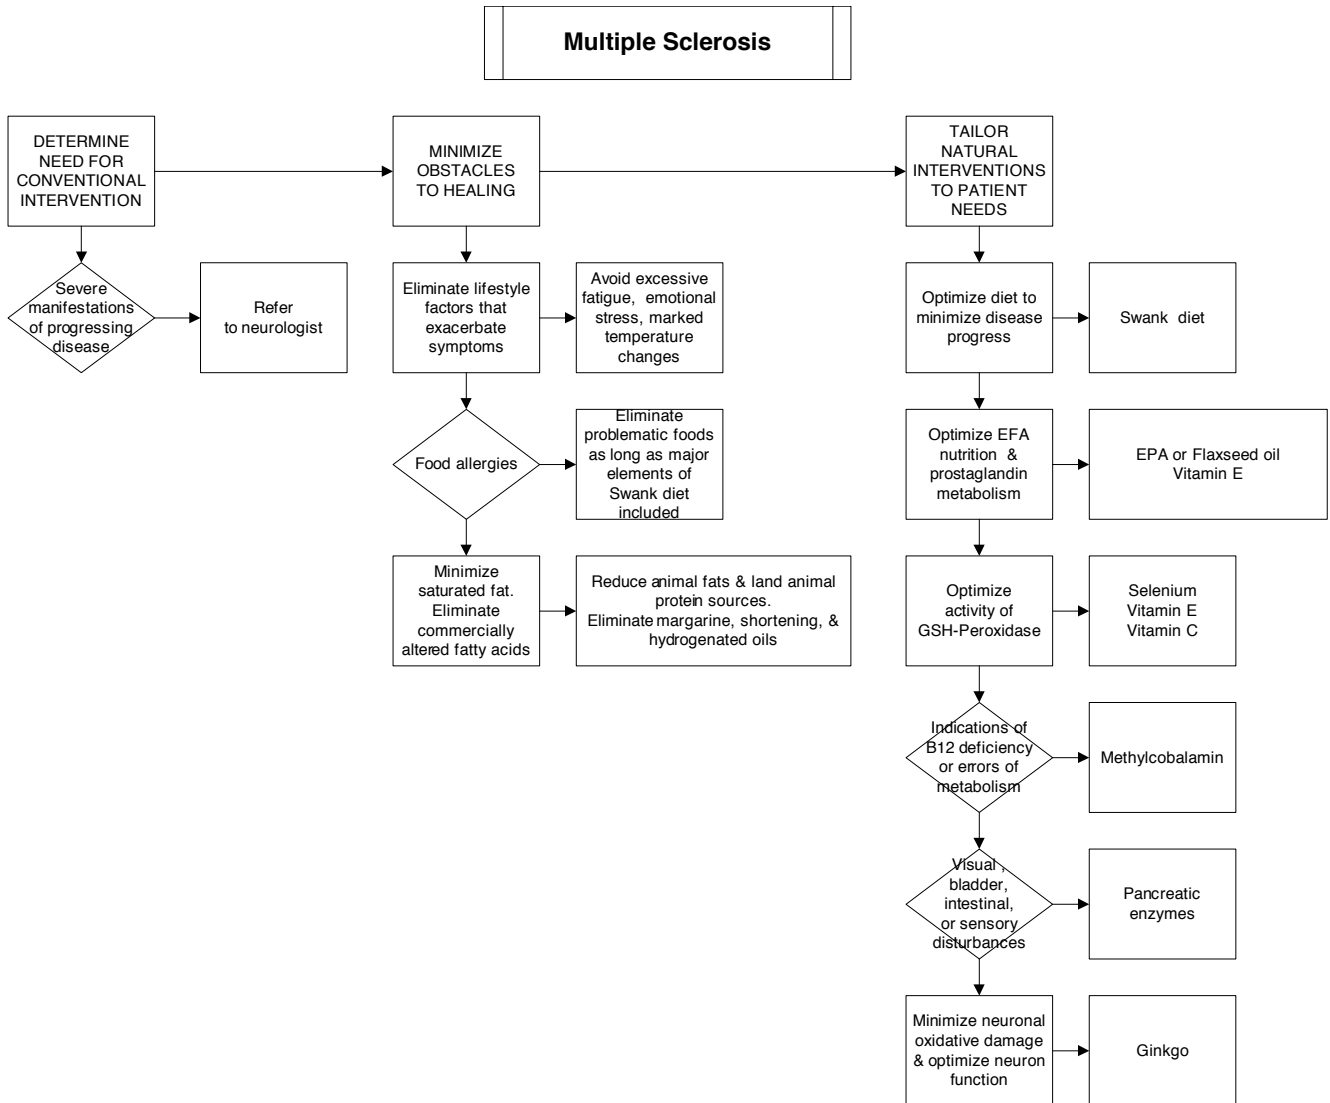 Multiple Sclerosis
DETERMINE
NEED FOR
CONVENTIONAL
INTERVENTION
MINIMIZE
OBSTACLES
TO HEALING
TAILOR
NATURAL
INTERVENTIONS
TO PATIENT
NEEDS
Severe
manifestations
of progressing
disease
Refer
to neurologist
Eliminate lifestyle
factors that
exacerbate
symptoms
Avoid excessive
fatigue, emotional
stress, marked
temperature
changes
Optimize diet to
minimize disease
progress
Swank diet
Food allergies
Eliminate
problematic foods
as long as major
elements of
Swank diet
included
Optimize EFA
nutrition &
prostaglandin
metabolism
EPA or Flaxseed oil
Vitamin E
Minimize
saturated fat.
Eliminate
commercially
altered fatty acids
Reduce animal fats & land animal
protein sources.
Eliminate margarine, shortening, &
hydrogenated oils
Optimize
activity of
GSH-Peroxidase
Selenium
Vitamin E
Vitamin C
Indications of
B12 deficiency
or errors of
metabolism
Methylcobalamin
Visual ,
bladder,
intestinal,
or sensory
disturbances
Pancreatic
enzymes
Minimize neuronal
oxidative damage
& optimize neuron
function
Ginkgo